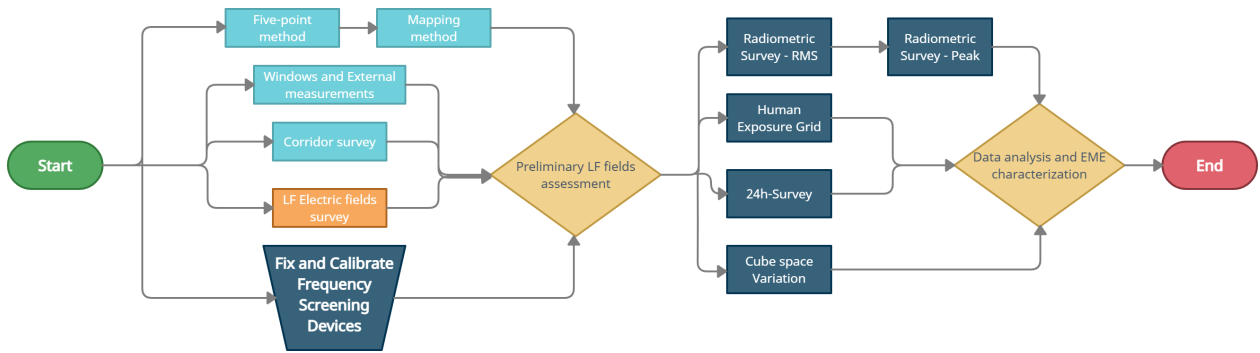 Start
Five-point
method
Mapping
method
Windows and External
measurements
Corridor survey
LF Electric fields
survey
Fix and Calibrate
Frequency
Screening
Devices
Preliminary LF fields
assessment
Radiometric
Survey - RMS
Radiometric
Survey - Peak
Human
Exposure Grid
24h-Survey
Cube space
Variation
Data analysis and EME
characterization
End